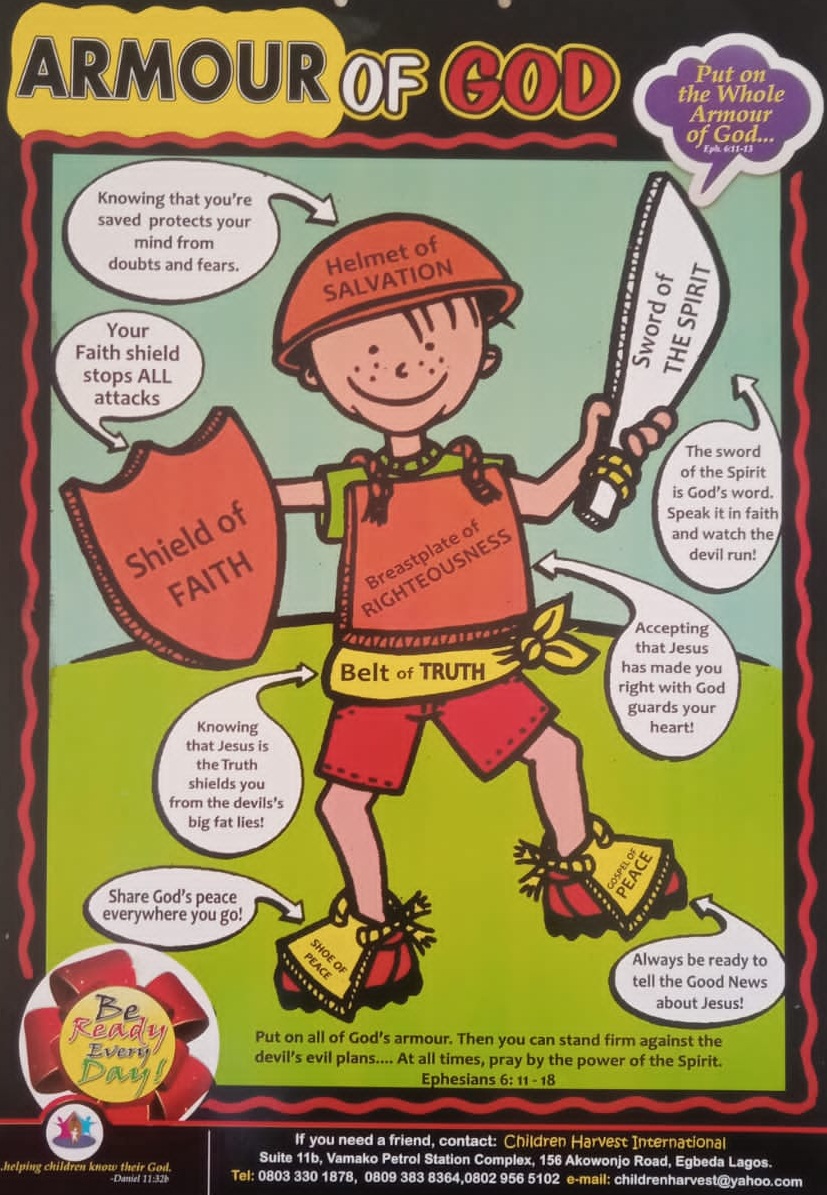 ARMOUR OF GOD
Put on
the Whole
Armour
of God...
Eph. 6:11-13
Knowing that you're
saved protects your
mind from
doubts and fears.
Helmet of
SALVATION
Sword of
THE SPIRIT
Your
Faith shield
stops ALL
attacks
The sword
of the Spirit
is God's word.
Speak it in faith
and watch the
devil run!
Shield of
FAITH
Breastplate of
RIGHTEOUSNESS
Accepting
that Jesus
has made you
right with God
guards your
heart!
Belt of TRUTH
Knowing
that Jesus is
the Truth
shields you
from the devils's
big fat lies!
GOSPEL OF
PEACE
Share God's peace
everywhere you go!
SHOE OF
PEACE
Always be ready to
tell the Good News
about Jesus!
Be
Ready
Every
Day!
Put on all of God's armour. Then you can stand firm against the
devil's evil plans.... At all times, pray by the power of the Spirit.
Ephesians 6: 11 - 18
..helping children know their God.
-Daniel 11:32b
If you need a friend, contact: Children Harvest International
Suite 11b, Vamako Petrol Station Complex, 156 Akowonjo Road, Egbeda Lagos.
Tel: 0803 330 1878, 0809 383 8364,0802 956 5102 e-mail: childrenharvest@yahoo.com